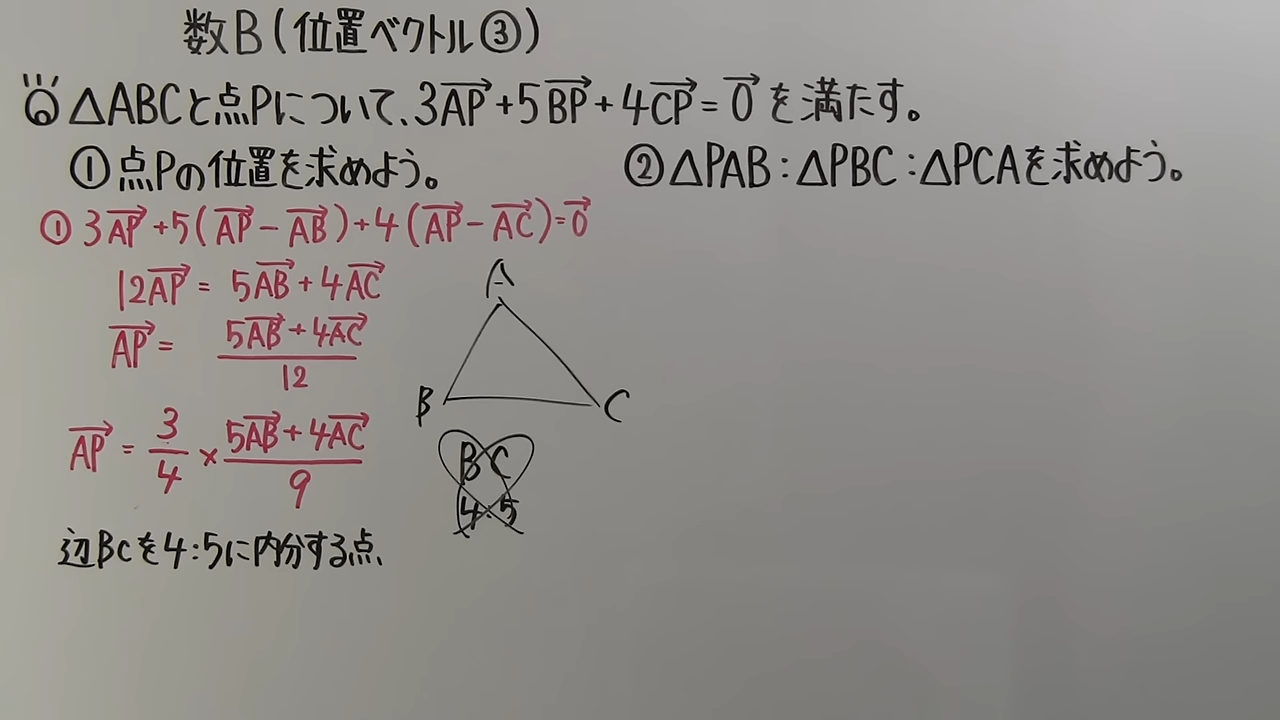 数B(位置ベクトル③)
Q △ABCと点Pについて、3AP→+5BP→+4CP→=0→を満たす。
①点Pの位置を求めよう。 ②△PAB:△PBC:△PCAを求めよう。
① 3AP→+5(AP→-AB→)+4(AP→-AC→)=0→
12AP→=5AB→+4AC→
AP→=(5AB→+4AC→)/12
AP→=3/4×(5AB→+4AC→)/9
辺BCを4:5に内分する点、
A
B C
B C
4:5